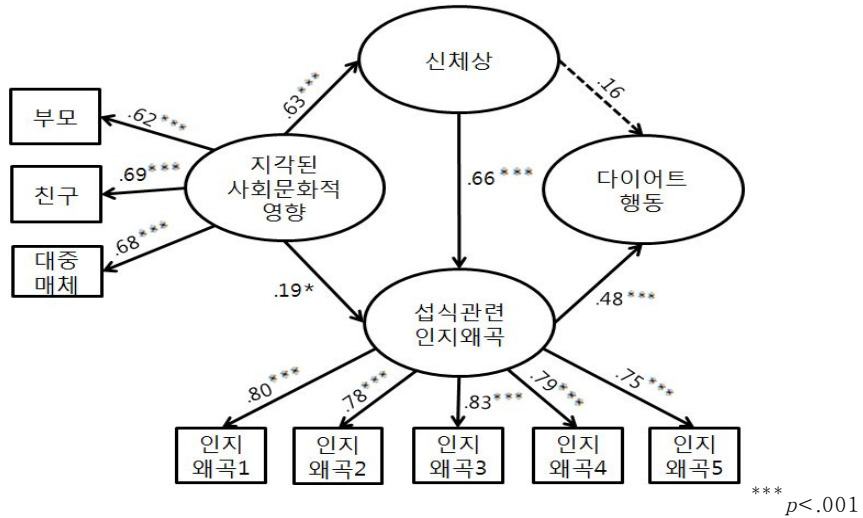 신체상
.63***
.16
부모
.62***
지각된
사회문화적
영향
.69***
친구
.66***
다이어트
행동
.68***
대중
매체
.19*
섭식관련
인지왜곡
.48***
.80***
.78***
.83***
.79***
.75***
인지
왜곡1
인지
왜곡2
인지
왜곡3
인지
왜곡4
인지
왜곡5
***p<.001